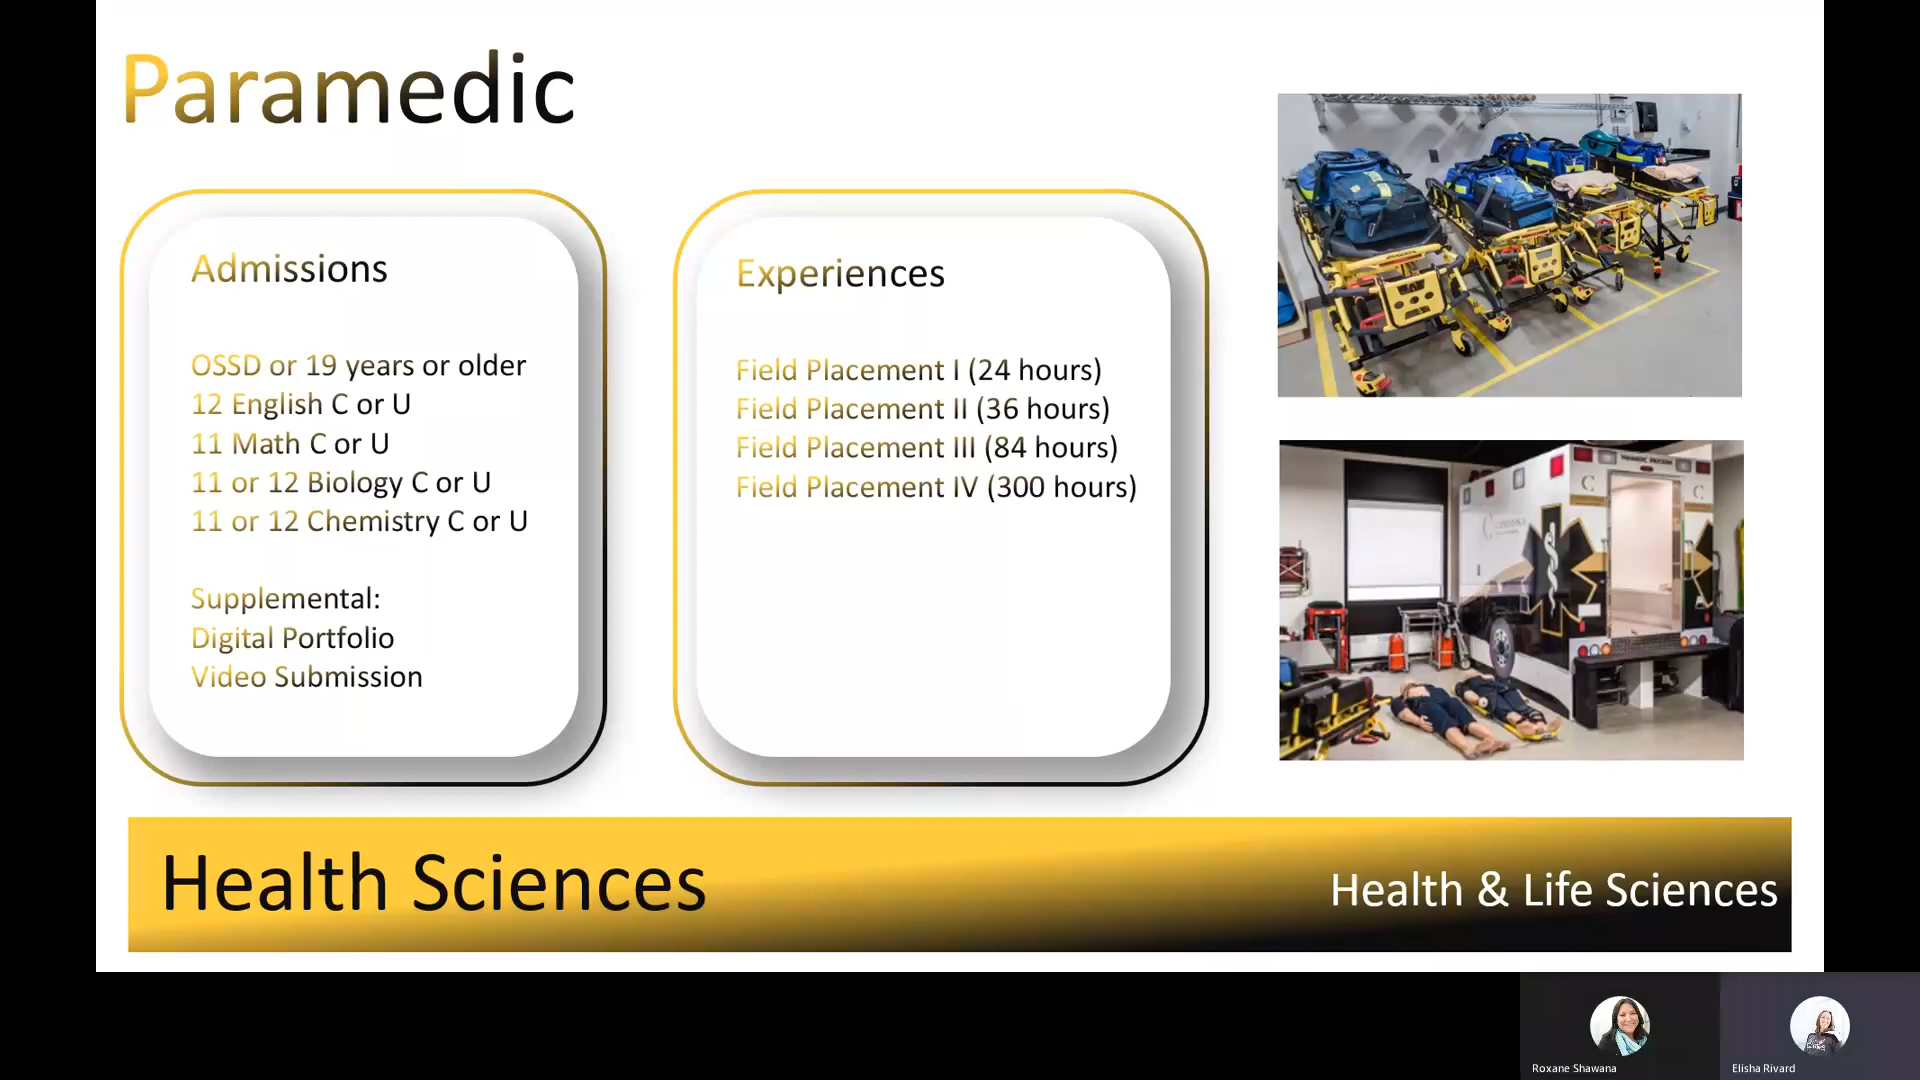 Paramedic
Admissions
OSSD or 19 years or older
12 English C or U
11 Math C or U
11 or 12 Biology C or U
11 or 12 Chemistry C or U
Supplemental:
Digital Portfolio
Video Submission
Experiences
Field Placement I (24 hours)
Field Placement II (36 hours)
Field Placement III (84 hours)
Field Placement IV (300 hours)
Health Sciences
Health & Life Sciences
Roxane Shawana
Elisha Rivard